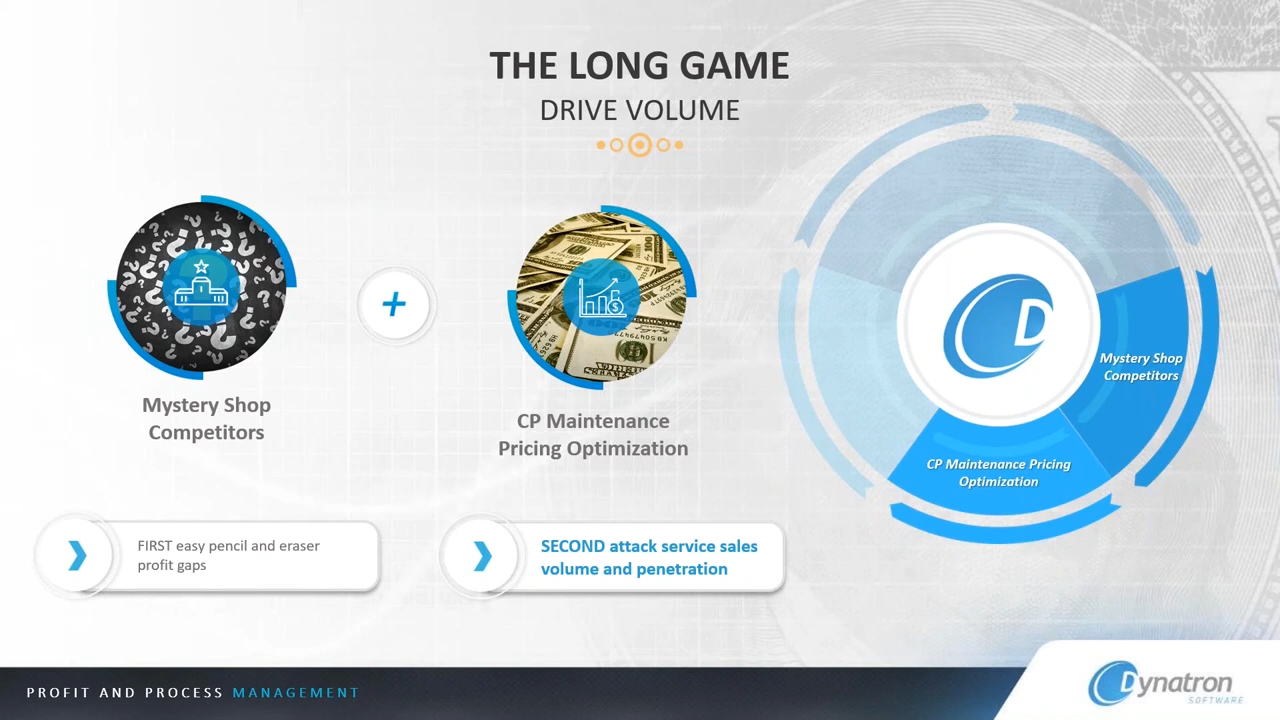 THE LONG GAME
DRIVE VOLUME
Mystery Shop
Competitors
+
CP Maintenance
Pricing Optimization
FIRST easy pencil and eraser
profit gaps
SECOND attack service sales
volume and penetration
D
Mystery Shop
Competitors
CP Maintenance Pricing
Optimization
PROFIT AND PROCESS MANAGEMENT
Dynatron
SOFTWARE